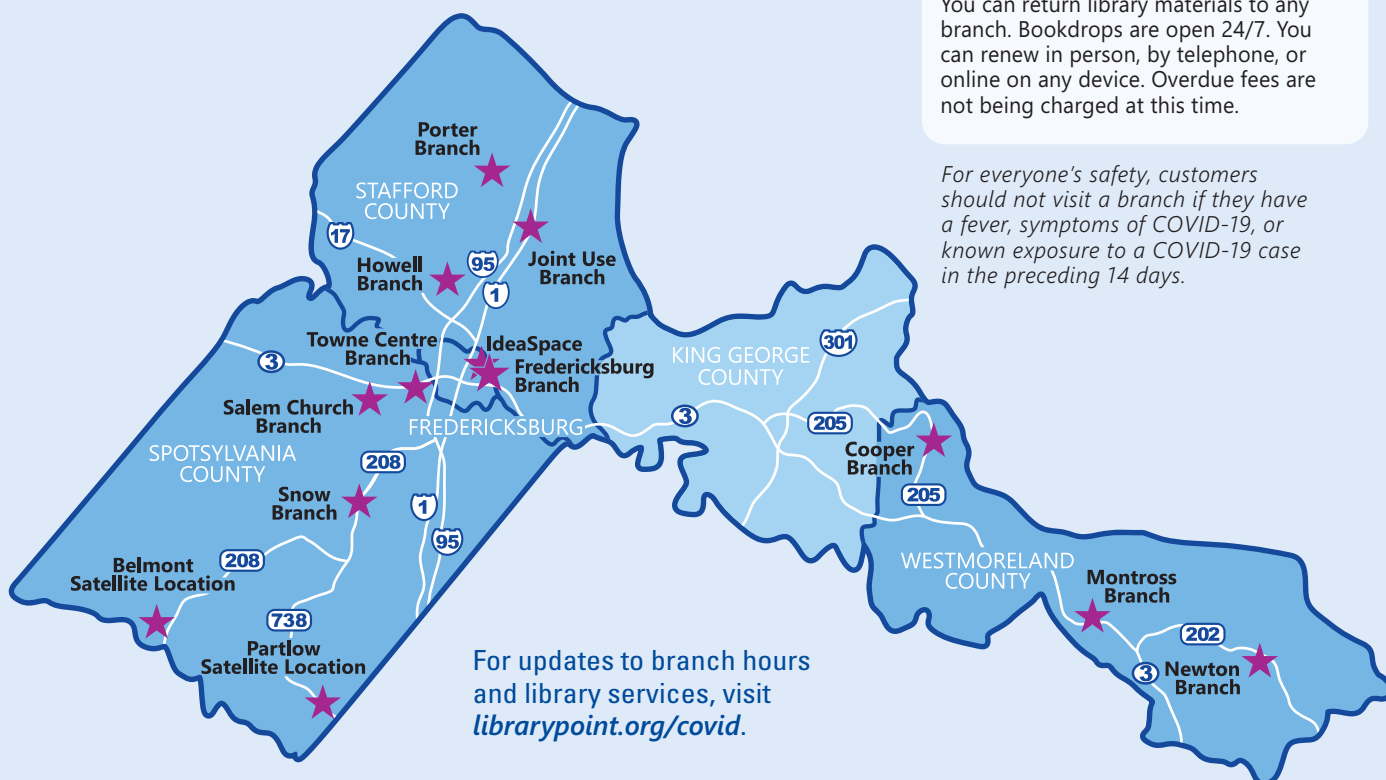 You can return library materials to any
branch. Bookdrops are open 24/7. You
can renew in person, by telephone, or
online on any device. Overdue fees are
not being charged at this time.
For everyone's safety, customers
should not visit a branch if they have
a fever, symptoms of COVID-19, or
known exposure to a COVID-19 case
in the preceding 14 days.
Porter
Branch
STAFFORD
COUNTY
17
95
Joint Use
Branch
Howell
Branch
1
Towne Centre
Branch
IdeaSpace
Fredericksburg
Branch
3
Salem Church
Branch
FREDERICKSBURG
SPOTSYLVANIA
COUNTY
208
Snow
Branch
1
95
Belmont
Satellite Location
208
738
Partlow
Satellite Location
KING GEORGE
COUNTY
301
3
205
Cooper
Branch
205
WESTMORELAND
COUNTY
Montross
Branch
202
3
Newton
Branch
For updates to branch hours
and library services, visit
librarypoint.org/covid.